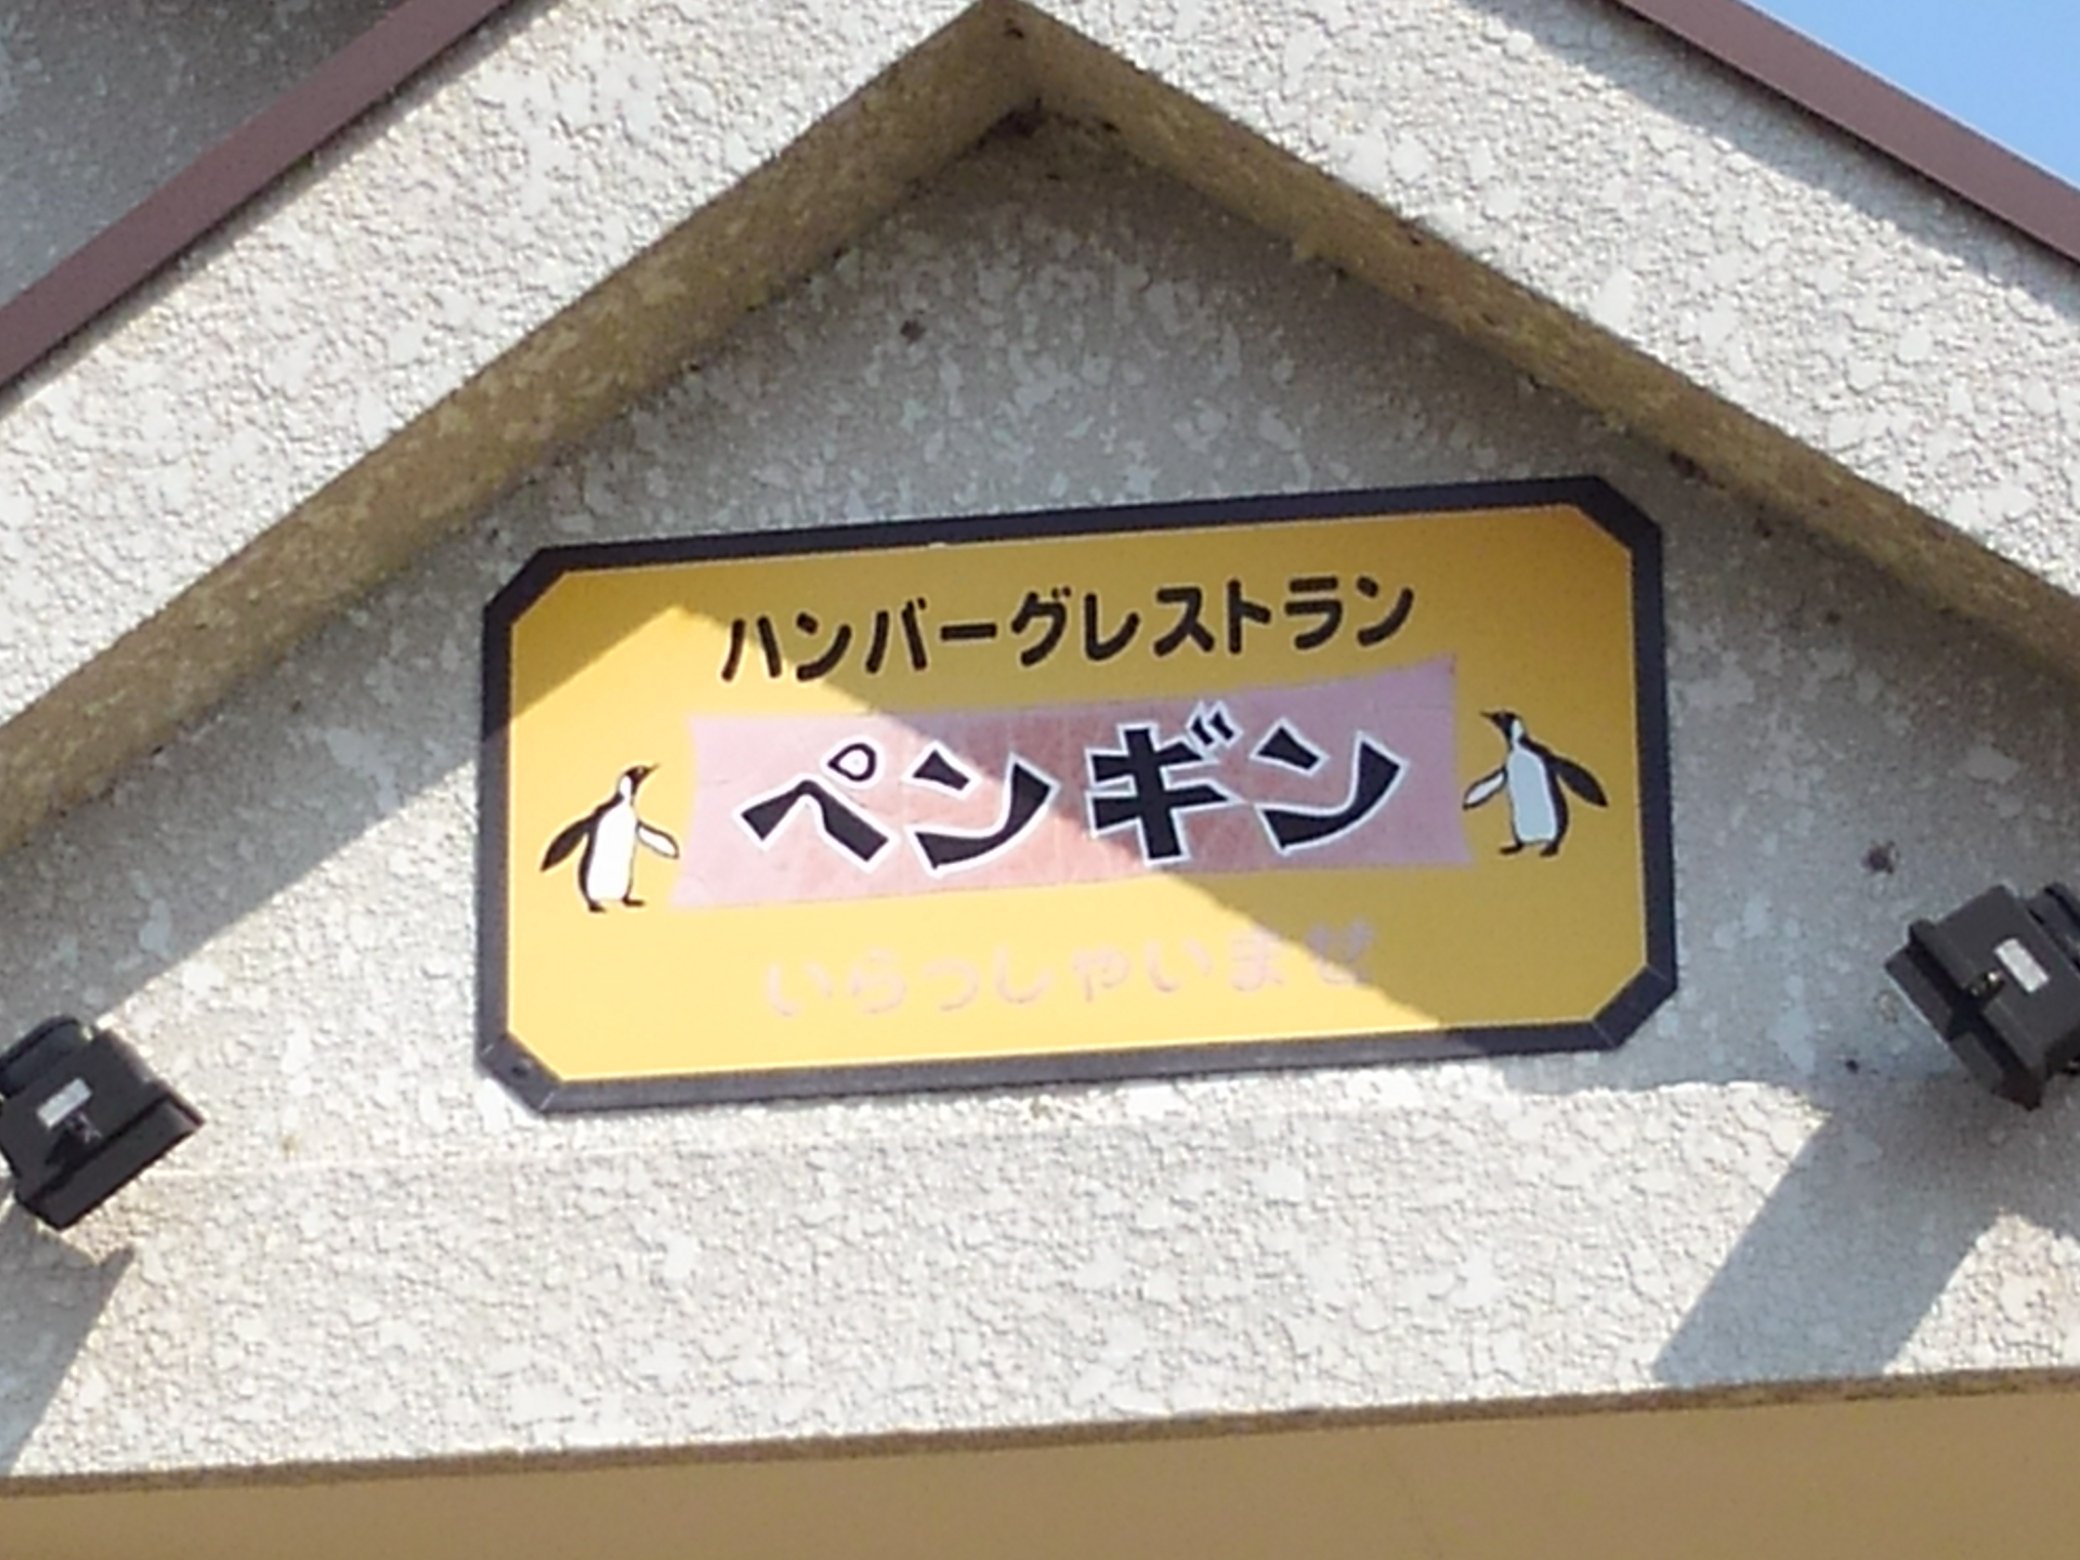 ハンバーグレストラン
ペンギン
いらっしゃいませ